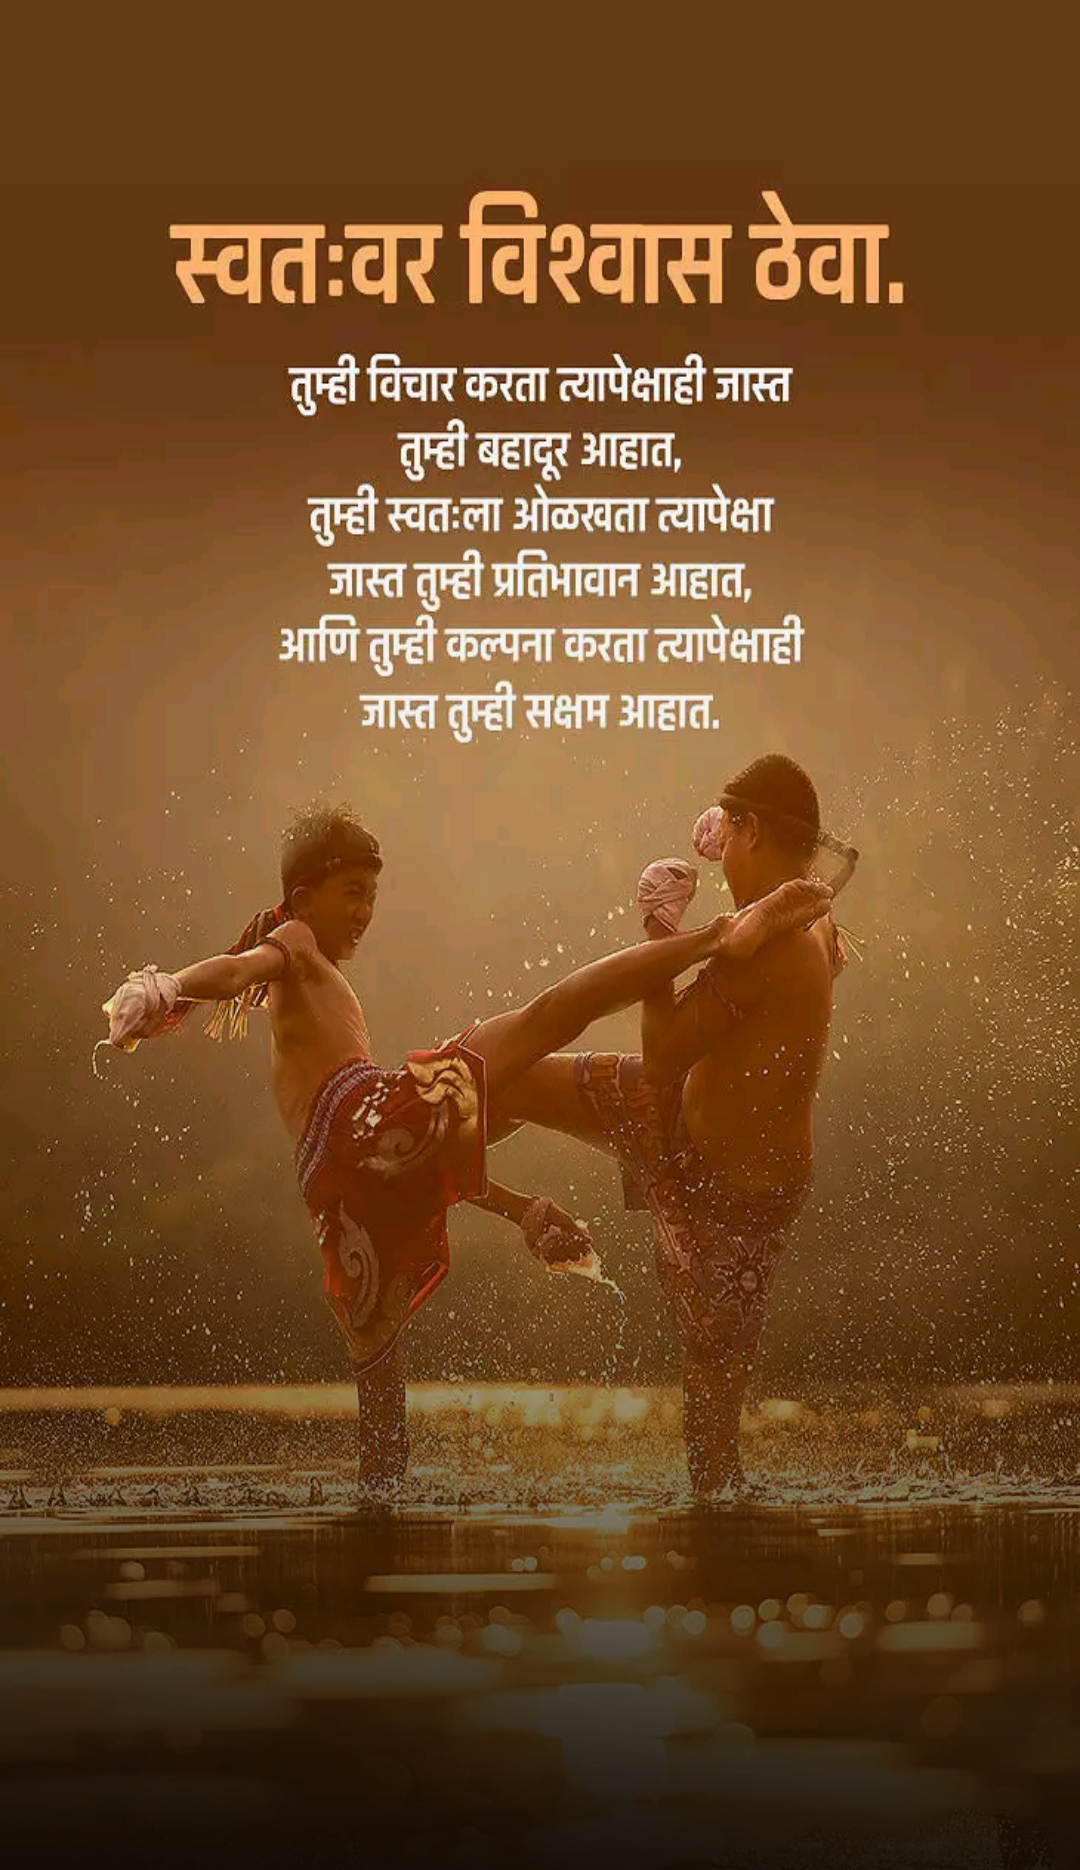 स्वतःवर विश्वास ठेवा.
तुम्ही विचार करता त्यापेक्षाही जास्त
तुम्ही बहादूर आहात,
तुम्ही स्वतःला ओळखता त्यापेक्षा
जास्त तुम्ही प्रतिभावान आहात,
आणि तुम्ही कल्पना करता त्यापेक्षाही
जास्त तुम्ही सक्षम आहात.